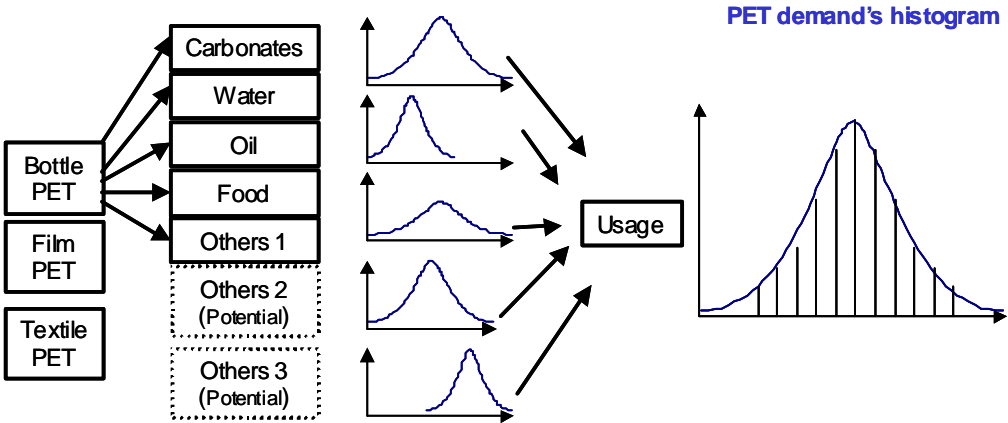 PET demand's histogram
Carbonates
Water
Oil
Food
Others 1
Others 2
(Potential)
Others 3
(Potential)
Bottle
PET
Film
PET
Textile
PET
Usage